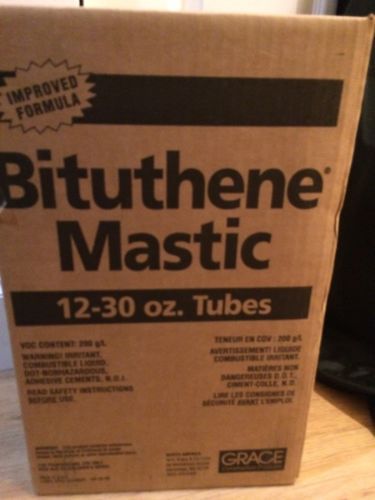 IMPROVED
FORMULA
Bituthene®
Mastic
12-30 oz. Tubes
VOC CONTENT: 200 g/L
WARNING! IRRITANT,
COMBUSTIBLE LIQUID,
DOT-NONHAZARDOUS,
ADHESIVE CEMENTS, N.O.I.
READ SAFETY INSTRUCTIONS
BEFORE USE.
TENEUR EN COV : 200 g/L
AVERTISSEMENT! LIQUIDE
COMBUSTIBLE IRRITANT.
MATIÈRES NON
DANGEREUSES D.O.T.,
CIMENT-COLLE, N.O.
LIRE LES CONSIGNES DE
SÉCURITÉ AVANT L'EMPLOI.
NORTH AMERICA
GRACE